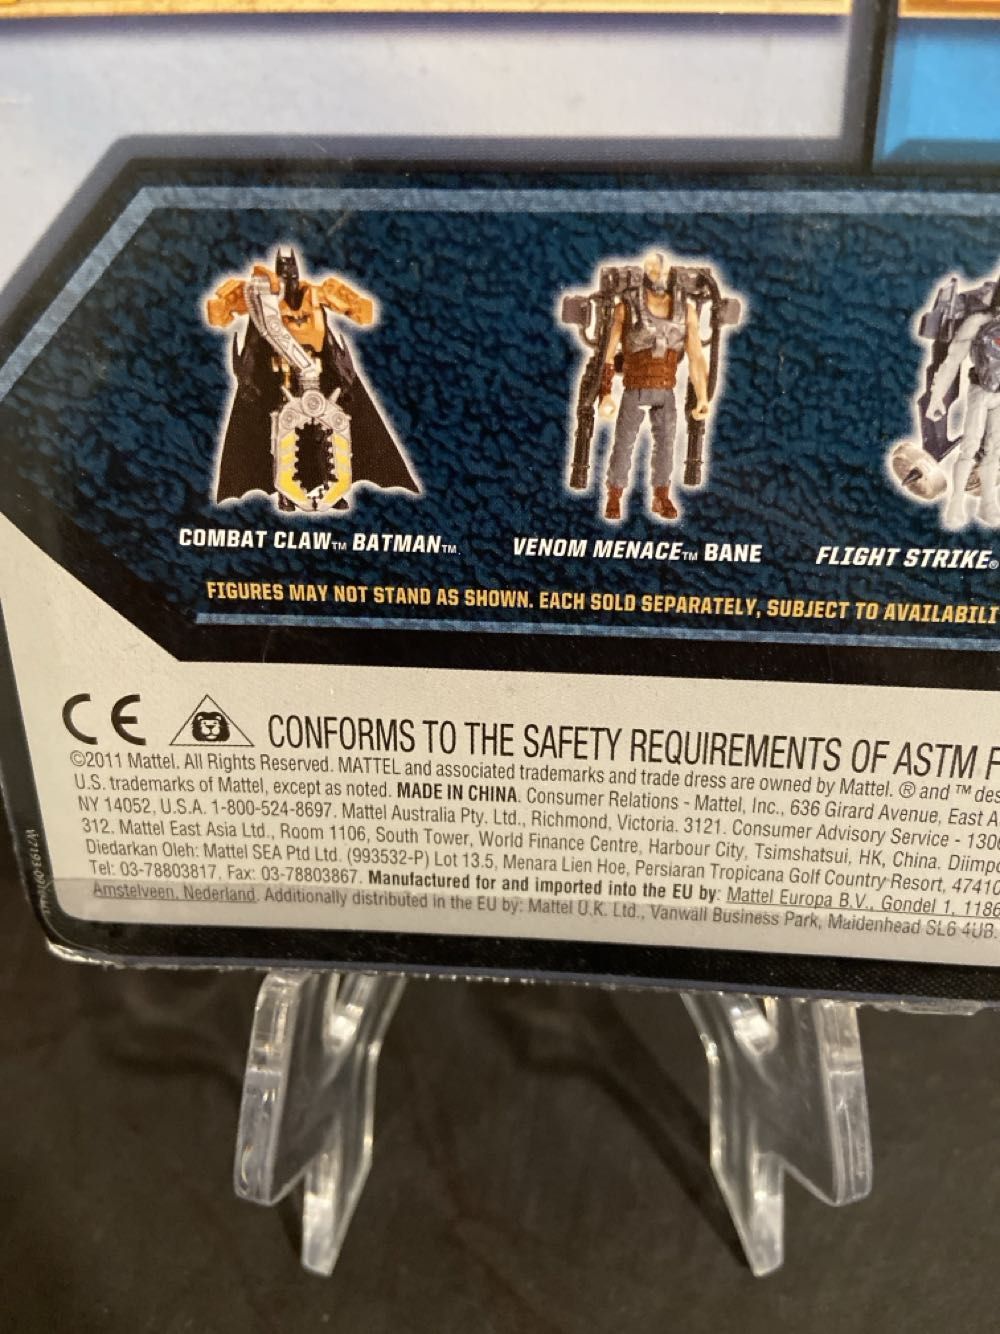 COMBAT CLAW™ BATMAN™
VENOM MENACE™ BANE
FLIGHT STRIKE®
FIGURES MAY NOT STAND AS SHOWN. EACH SOLD SEPARATELY, SUBJECT TO AVAILABILI
CE
CONFORMS TO THE SAFETY REQUIREMENTS OF ASTM F
©2011 Mattel. All Rights Reserved. MATTEL and associated trademarks and trade dress are owned by Mattel. ® and ™ des
U.S. trademarks of Mattel, except as noted. MADE IN CHINA. Consumer Relations - Mattel, Inc., 636 Girard Avenue, East A
NY 14052, U.S.A. 1-800-524-8697. Mattel Australia Pty. Ltd., Richmond, Victoria. 3121. Consumer Advisory Service - 130
312. Mattel East Asia Ltd., Room 1106, South Tower, World Finance Centre, Harbour City, Tsimshatsui, HK, China. Diimpo
Diedarkan Oleh: Mattel SEA Ptd Ltd. (993532-P) Lot 13.5, Menara Lien Hoe, Persiaran Tropicana Golf Country Resort, 47410
Tel: 03-78803817, Fax: 03-78803867. Manufactured for and imported into the EU by: Mattel Europa B.V., Gondel 1, 1186
Amstelveen, Nederland. Additionally distributed in the EU by: Mattel U.K. Ltd., Vanwall Business Park, Maidenhead SL6 4UB.